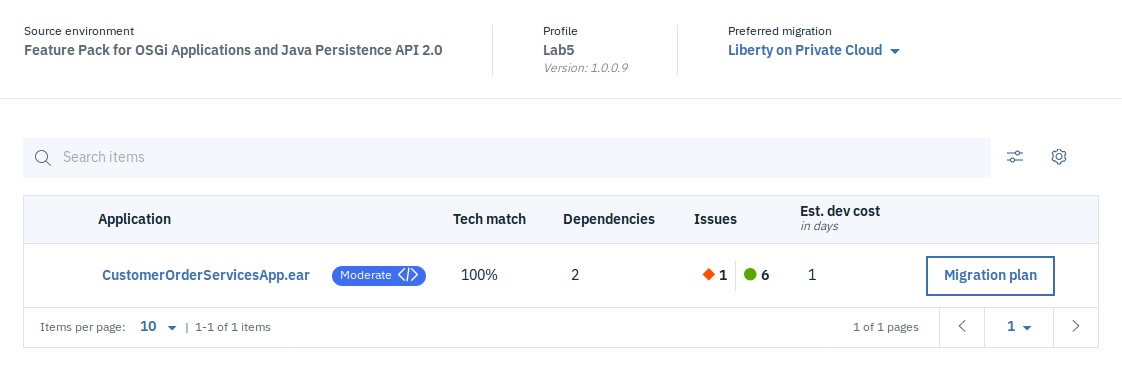 Source environment
Feature Pack for OSGi Applications and Java Persistence API 2.0
Profile
Lab5
Version: 1.0.0.9
Preferred migration
Liberty on Private Cloud
Search items
Application Tech match Dependencies Issues Est. dev cost
in days
CustomerOrderServicesApp.ear Moderate </> 100% 2 1 6 1 Migration plan
Items per page: 10 | 1-1 of 1 items 1 of 1 pages 1